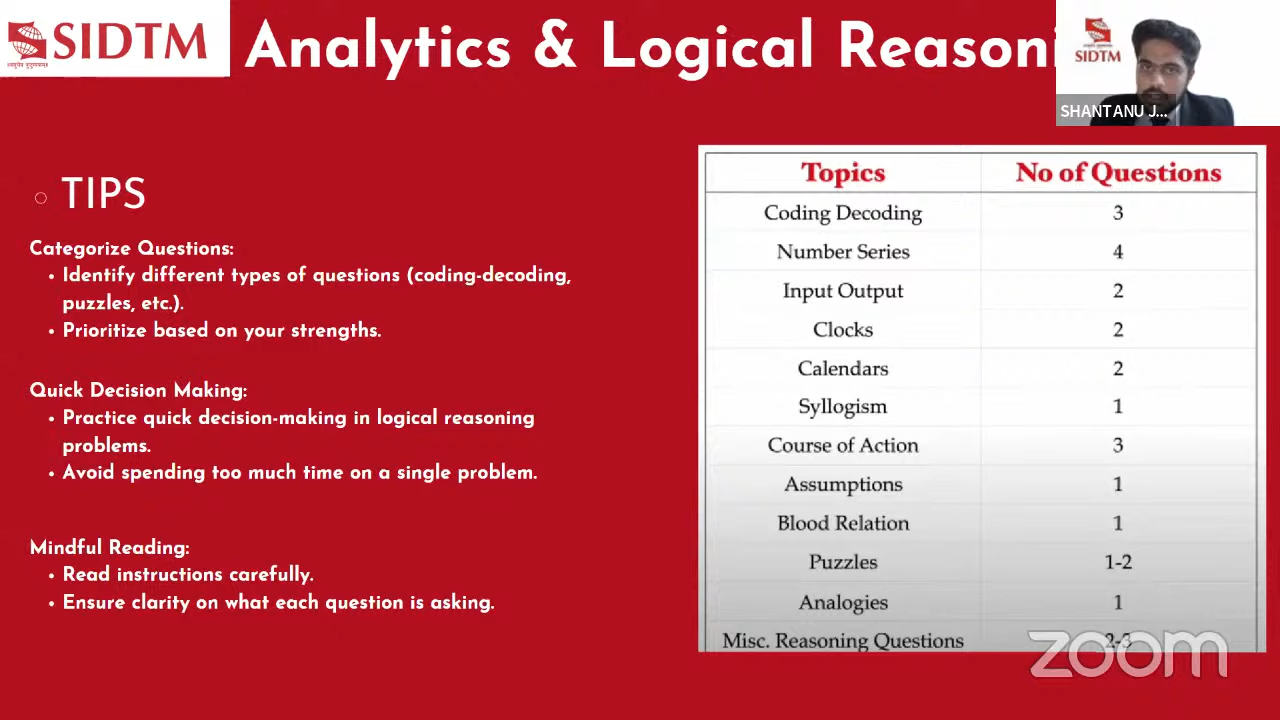 SIDTM
Analytics & Logical Reasoni
SIDTM
SHANTANU J...
TIPS
Categorize Questions:
• Identify different types of questions (coding-decoding,
puzzles, etc.).
• Prioritize based on your strengths.
Quick Decision Making:
• Practice quick decision-making in logical reasoning
problems.
• Avoid spending too much time on a single problem.
Mindful Reading:
• Read instructions carefully.
• Ensure clarity on what each question is asking.
Topics No of Questions
Coding Decoding 3
Number Series 4
Input Output 2
Clocks 2
Calendars 2
Syllogism 1
Course of Action 3
Assumptions 1
Blood Relation 1
Puzzles 1-2
Analogies 1
Misc. Reasoning Questions 2-3
zoom